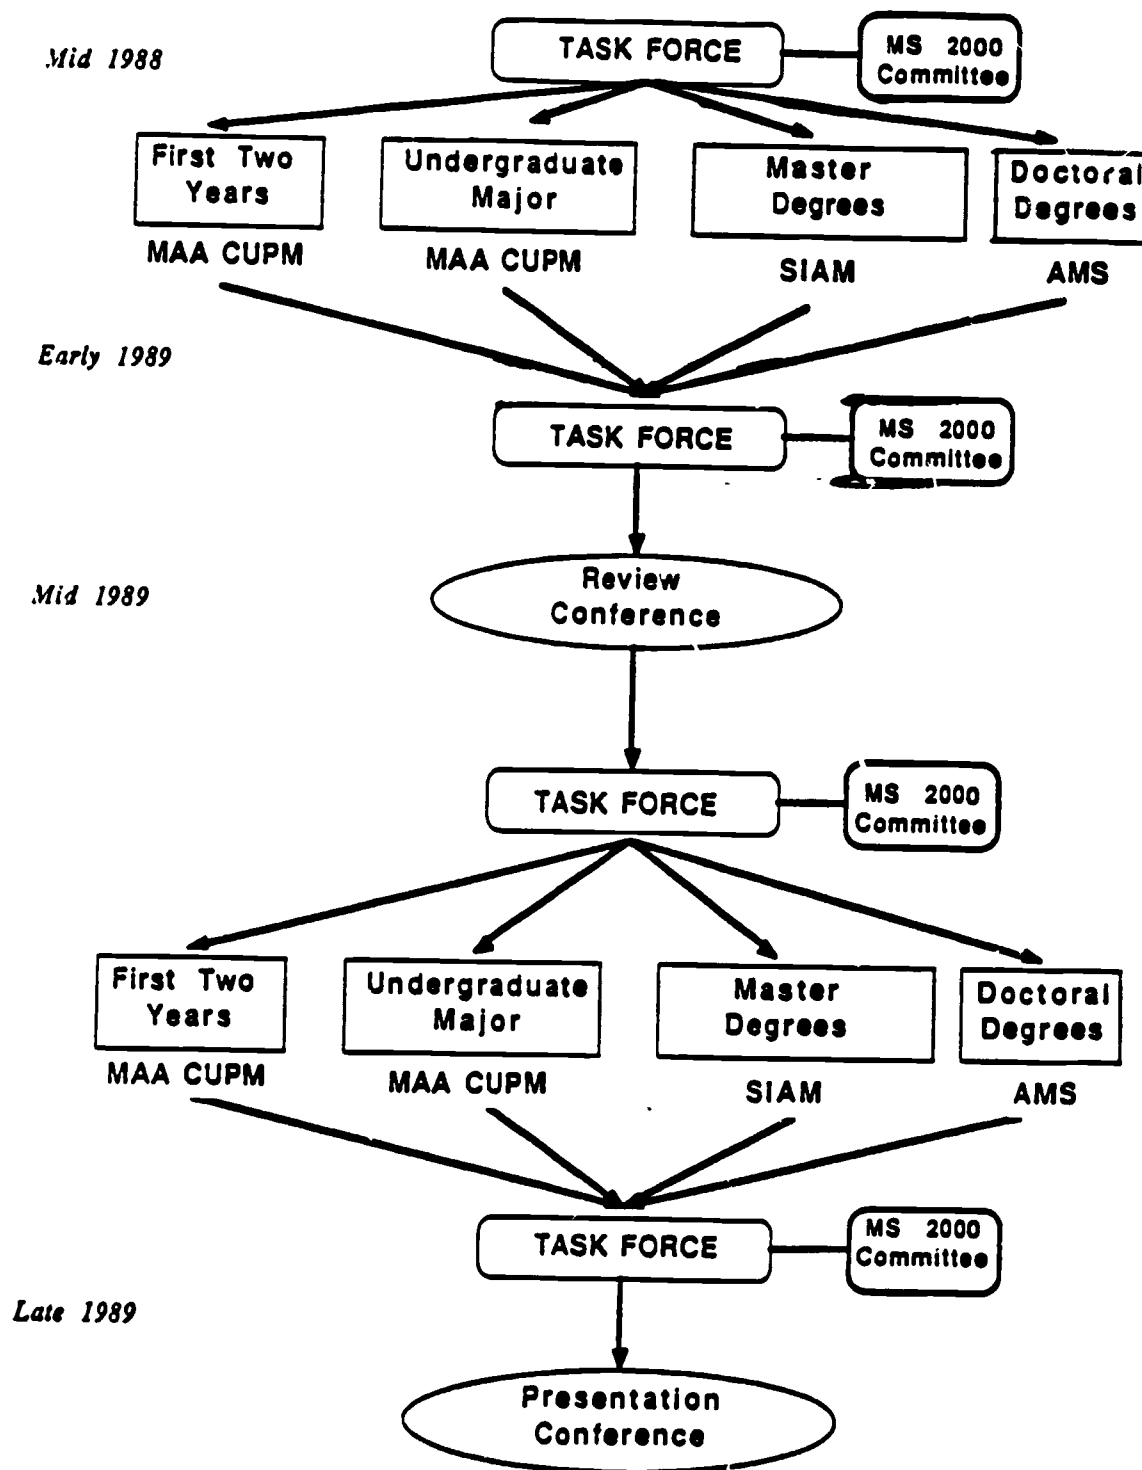 Mid 1988
TASK FORCE
MS 2000
Committee
First Two
Years
Undergraduate
Major
Master
Degrees
Doctoral
Degrees
MAA CUPM
MAA CUPM
SIAM
AMS
Early 1989
TASK FORCE
MS 2000
Committee
Mid 1989
Review
Conference
TASK FORCE
MS 2000
Committee
First Two
Years
Undergraduate
Major
Master
Degrees
Doctoral
Degrees
MAA CUPM
MAA CUPM
SIAM
AMS
TASK FORCE
MS 2000
Committee
Late 1989
Presentation
Conference